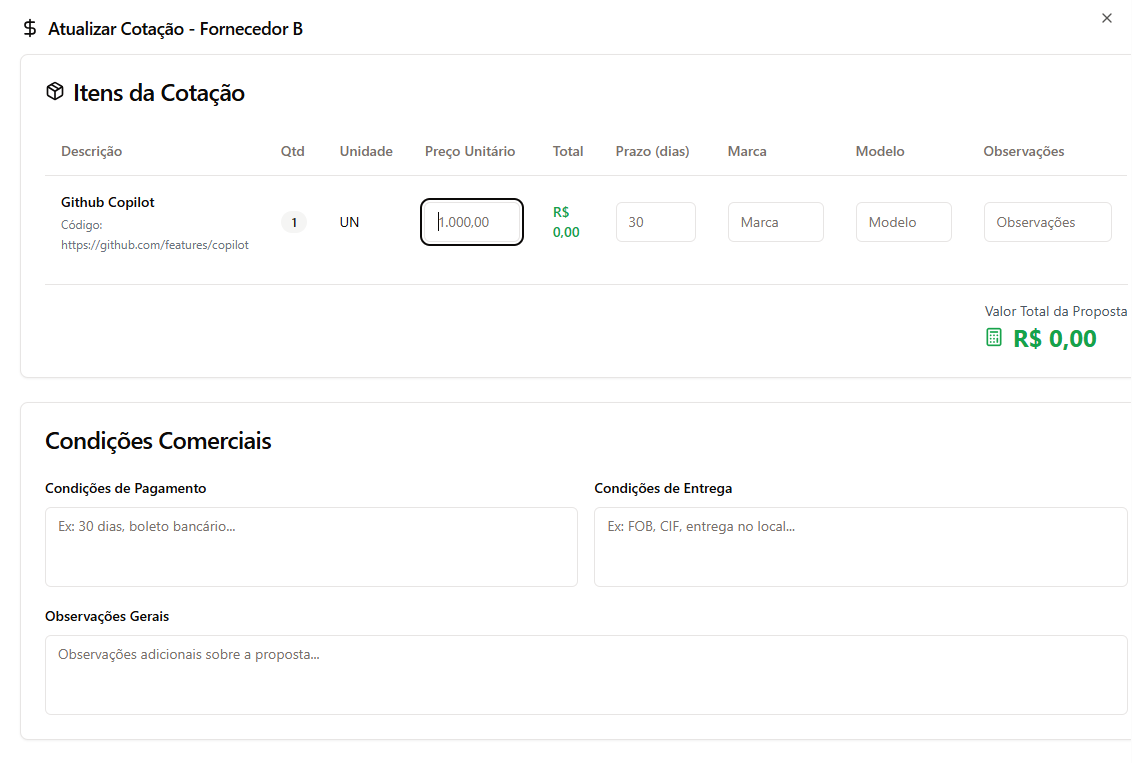 Atualizar Cotação - Fornecedor B
Itens da Cotação
Descrição Qtd Unidade Preço Unitário Total Prazo (dias) Marca Modelo Observações
Github Copilot
Código:
https://github.com/features/copilot
1 UN 1.000,00 R$ 0,00 30 Marca Modelo Observações
Valor Total da Proposta
R$ 0,00
Condições Comerciais
Condições de Pagamento Condições de Entrega
Ex: 30 dias, boleto bancário... Ex: FOB, CIF, entrega no local...
Observações Gerais
Observações adicionais sobre a proposta...